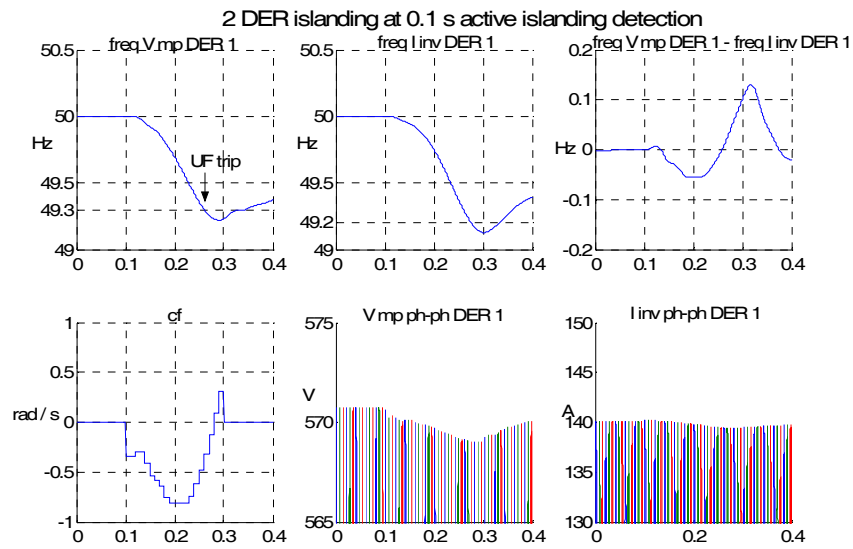 2 DER islanding at 0.1 s active islanding detection
freq V mp DER 1
50.5
50
Hz
49.5
49.3
49
UF trip
0 0.1 0.2 0.3 0.4
freq I inv DER 1
50.5
50
Hz
49.5
49.2
49
0 0.1 0.2 0.3 0.4
freq V mp DER 1 - freq I inv DER 1
0.2
0.1
Hz 0
-0.1
-0.2
0 0.1 0.2 0.3 0.4
cf
1
0.5
rad / s 0
-0.5
-1
0 0.1 0.2 0.3 0.4
V mp ph-ph DER 1
575
V
570
565
0 0.1 0.2 0.3 0.4
I inv ph-ph DER 1
150
145
A
140
135
130
0 0.1 0.2 0.3 0.4